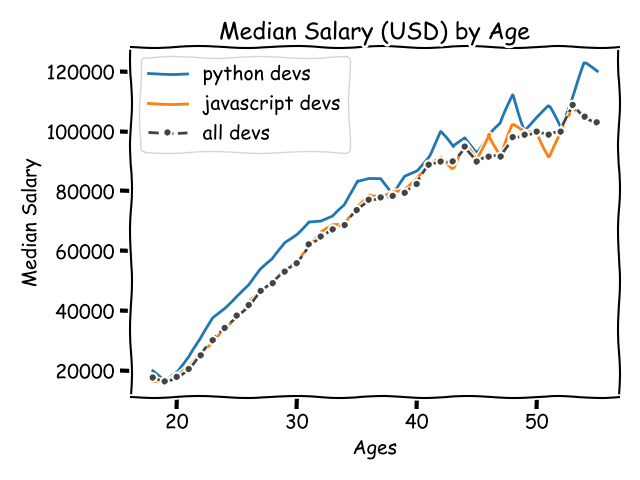 Median Salary (USD) by Age
python devs
javascript devs
all devs
120000
100000
80000
60000
40000
20000
Median Salary
20 30 40 50
Ages